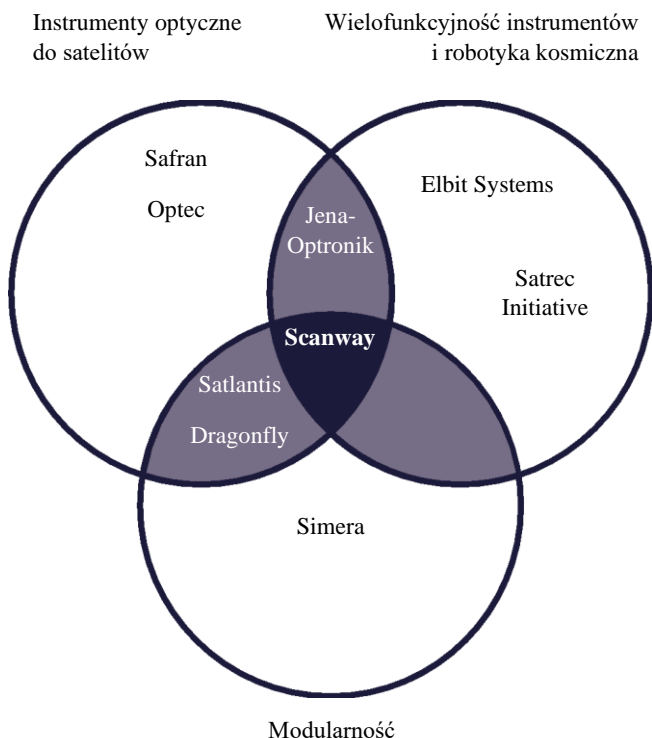 Instrumenty optyczne
do satelitów
Wielofunkcyjność instrumentów
i robotyka kosmiczna
Safran
Optec
Jena-
Optronik
Elbit Systems
Satrec
Initiative
Scanway
Satlantis
Dragonfly
Simera
Modularność